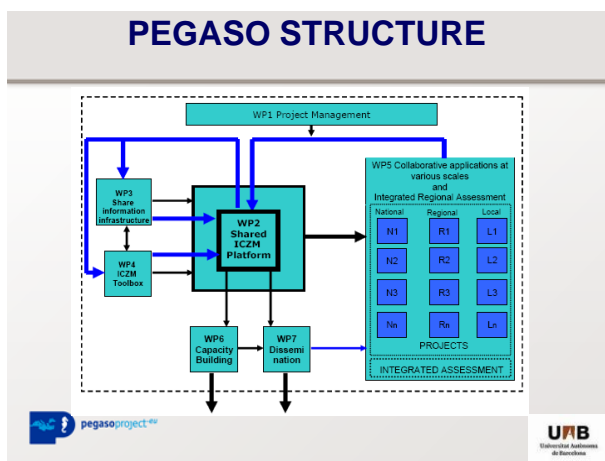 PEGASO STRUCTURE
WP1 Project Management
WP3
Share
information
infrastructure
WP4
ICZM
Toolbox
WP2
Shared
ICZM
Platform
WP5 Collaborative applications at
various scales
and
Integrated Regional Assessment
National Regional Local
N1 R1 L1
N2 R2 L2
N3 R3 L3
Nn Rn Ln
PROJECTS
INTEGRATED ASSESSMENT
WP6
Capacity
Building
WP7
Dissemi
nation
pegasoproject.eu
UAB
Universitat Autònoma
de Barcelona